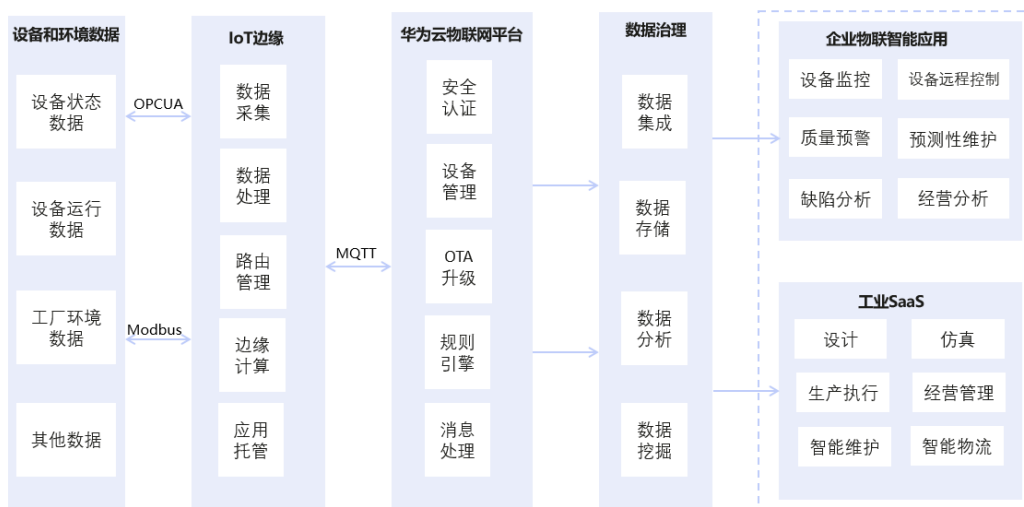 设备和环境数据
设备状态
数据
设备运行
数据
工厂环境
数据
其他数据
OPCUA
Modbus
IoT边缘
数据
采集
数据
处理
路由
管理
边缘
计算
应用
托管
MQTT
华为云物联网平台
安全
认证
设备
管理
OTA
升级
规则
引擎
消息
处理
数据治理
数据
集成
数据
存储
数据
分析
数据
挖掘
企业物联智能应用
设备监控
设备远程控制
质量预警
预测性维护
缺陷分析
经营分析
工业SaaS
设计
仿真
生产执行
经营管理
智能维护
智能物流